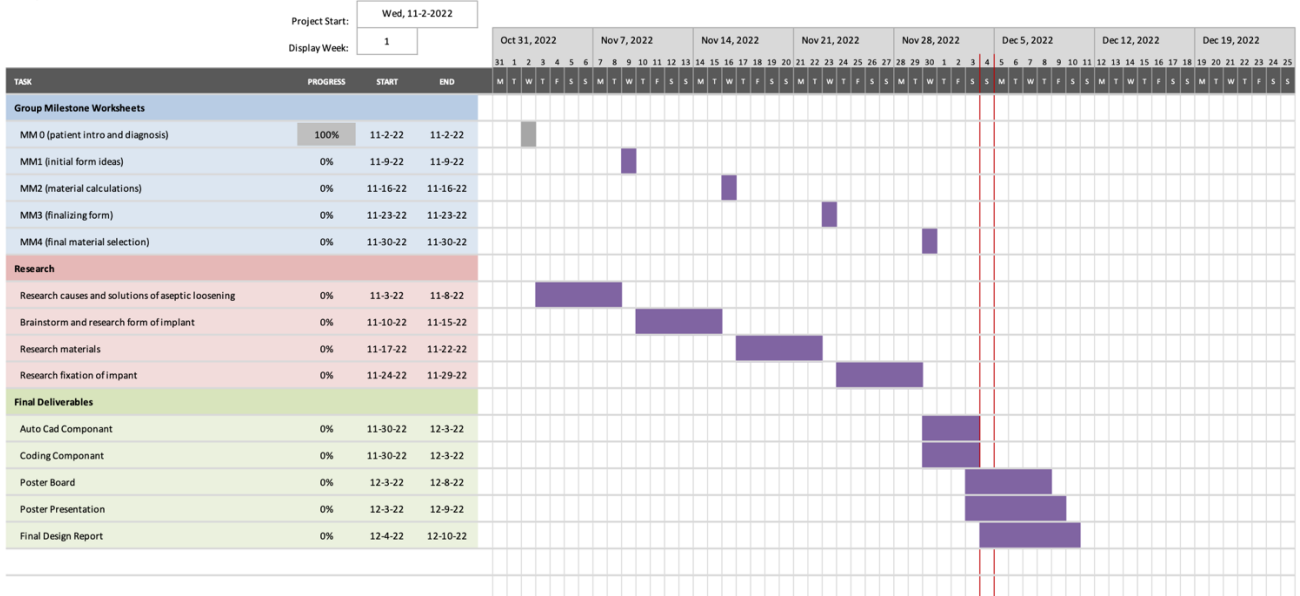 Project Start: Wed, 11-2-2022
Display Week: 1
Oct 31, 2022 Nov 7, 2022 Nov 14, 2022 Nov 21, 2022 Nov 28, 2022 Dec 5, 2022 Dec 12, 2022 Dec 19, 2022
31 1 2 3 4 5 6 7 8 9 10 11 12 13 14 15 16 17 18 19 20 21 22 23 24 25 26 27 28 29 30 1 2 3 4 5 6 7 8 9 10 11 12 13 14 15 16 17 18 19 20 21 22 23 24 25
TASK PROGRESS START END M T W T F S S M T W T F S S M T W T F S S M T W T F S S M T W T F S S M T W T F S S M T W T F S S M T W T F S S
Group Milestone Worksheets
MM 0 (patient intro and diagnosis) 100% 11-2-22 11-2-22
MM1 (initial form ideas) 0% 11-9-22 11-9-22
MM2 (material calculations) 0% 11-16-22 11-16-22
MM3 (finalizing form) 0% 11-23-22 11-23-22
MM4 (final material selection) 0% 11-30-22 11-30-22
Research
Research causes and solutions of aseptic loosening 0% 11-3-22 11-8-22
Brainstorm and research form of implant 0% 11-10-22 11-15-22
Research materials 0% 11-17-22 11-22-22
Research fixation of impant 0% 11-24-22 11-29-22
Final Deliverables
Auto Cad Componant 0% 11-30-22 12-3-22
Coding Componant 0% 11-30-22 12-3-22
Poster Board 0% 12-3-22 12-8-22
Poster Presentation 0% 12-3-22 12-9-22
Final Design Report 0% 12-4-22 12-10-22